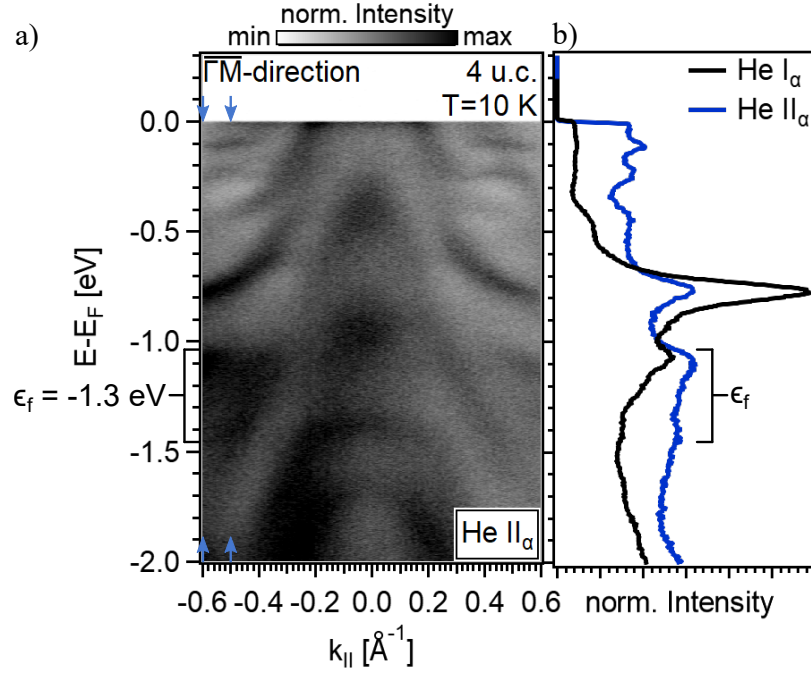 norm. Intensity
a)
min max
b)
ΓM-direction
4 u.c.
T=10 K
He Iα
He IIα
0.0
-0.5
-1.0
-1.5
-2.0
E-EF [eV]
ϵf = -1.3 eV
ϵf
He IIα
-0.6 -0.4 -0.2 0.0 0.2 0.4 0.6
k|| [Å-1]
norm. Intensity